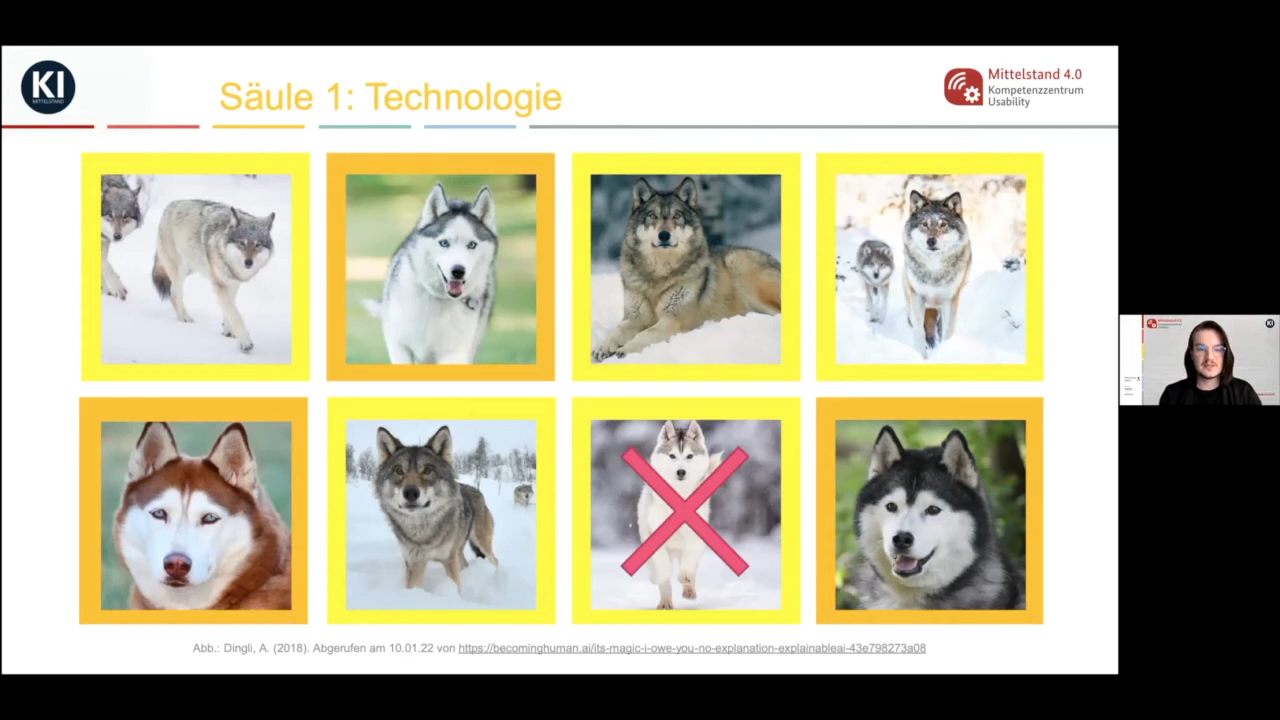 KI
MITTELSTAND
Säule 1: Technologie
Mittelstand 4.0
Kompetenzzentrum
Usability
Abb.: Dingli, A. (2018). Abgerufen am 10.01.22 von https://becominghuman.ai/its-magic-i-owe-you-no-explanation-explainableai-43e798273a08
KI